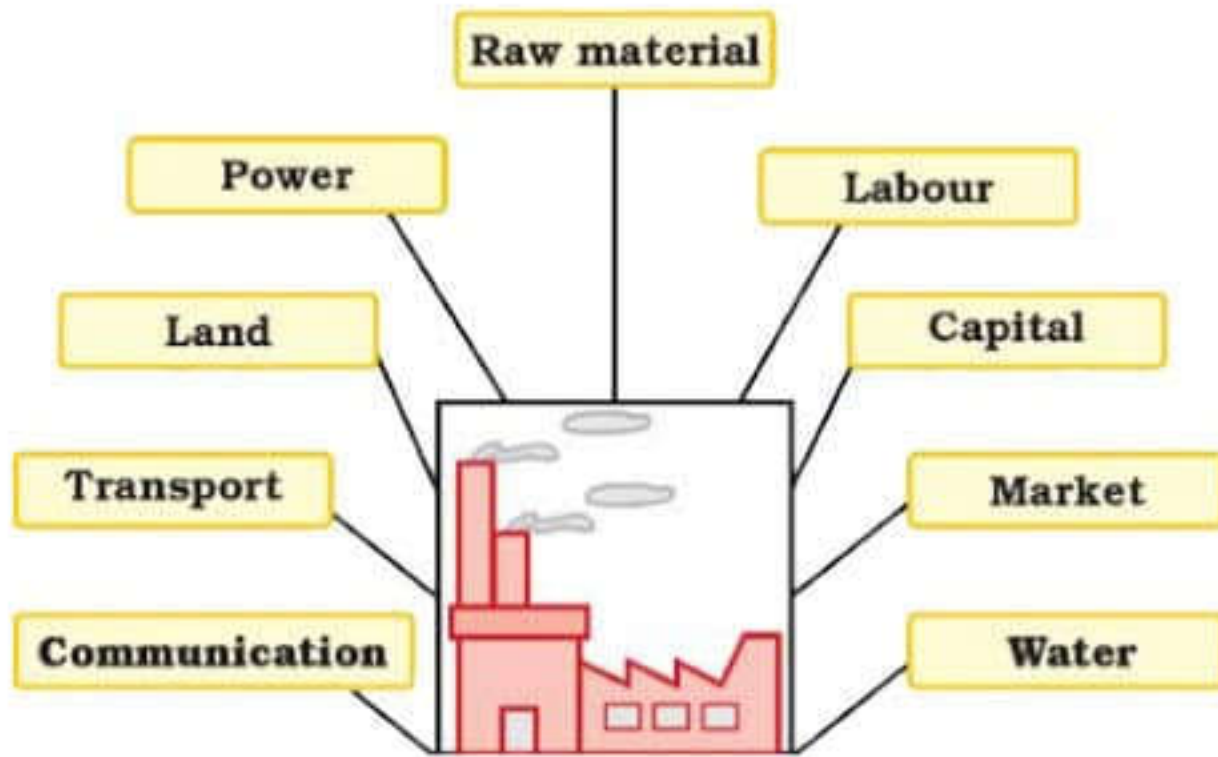 Raw material
Power
Labour
Land
Capital
Transport
Market
Communication
Water